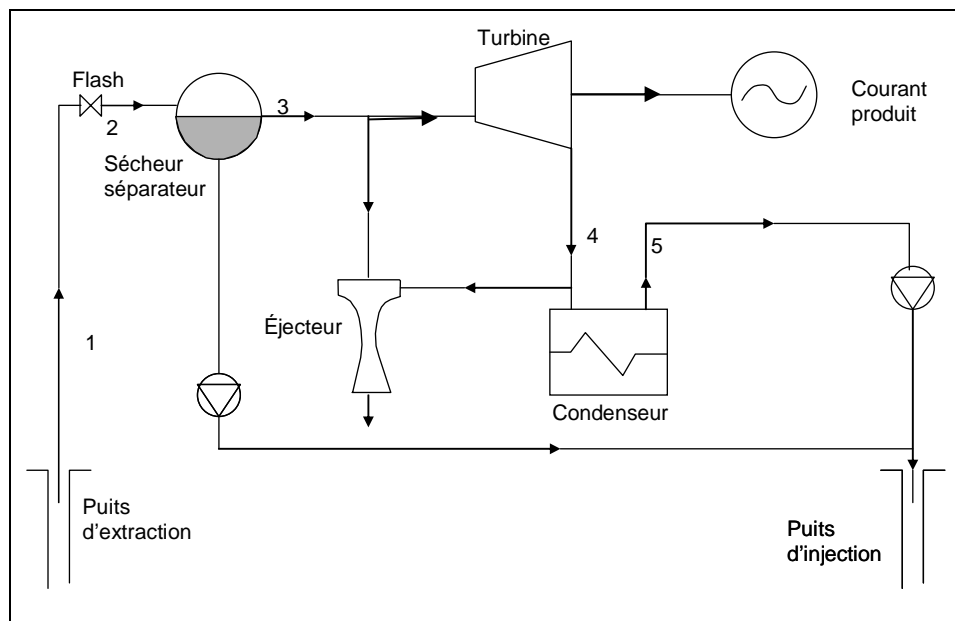 Turbine
Flash
Courant
produit
2
3
Sécheur
séparateur
4
5
Éjecteur
1
Condenseur
Puits
d'extraction
Puits
d'injection